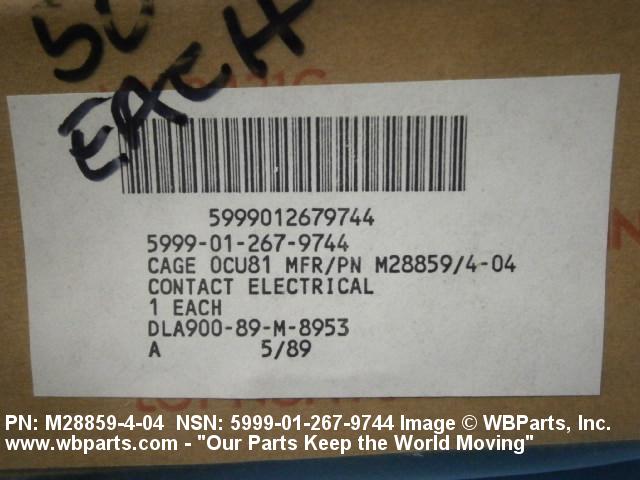 50
EACH
5999012679744
5999-01-267-9744
CAGE 0CU81 MFR/PN M28859/4-04
CONTACT ELECTRICAL
1 EACH
DLA900-89-M-8953
A 5/89
PN: M28859-4-04 NSN: 5999-01-267-9744 Image © WBParts, Inc.
www.wbparts.com - "Our Parts Keep the World Moving"